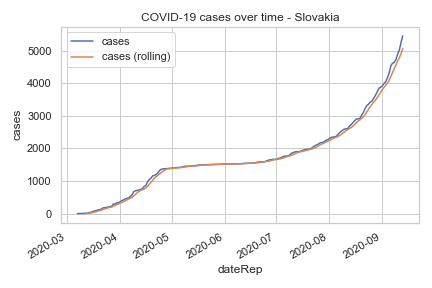 COVID-19 cases over time - Slovakia
cases
cases (rolling)
5000
4000
3000
2000
1000
0
cases
2020-03
2020-04
2020-05
2020-06
2020-07
2020-08
2020-09
dateRep